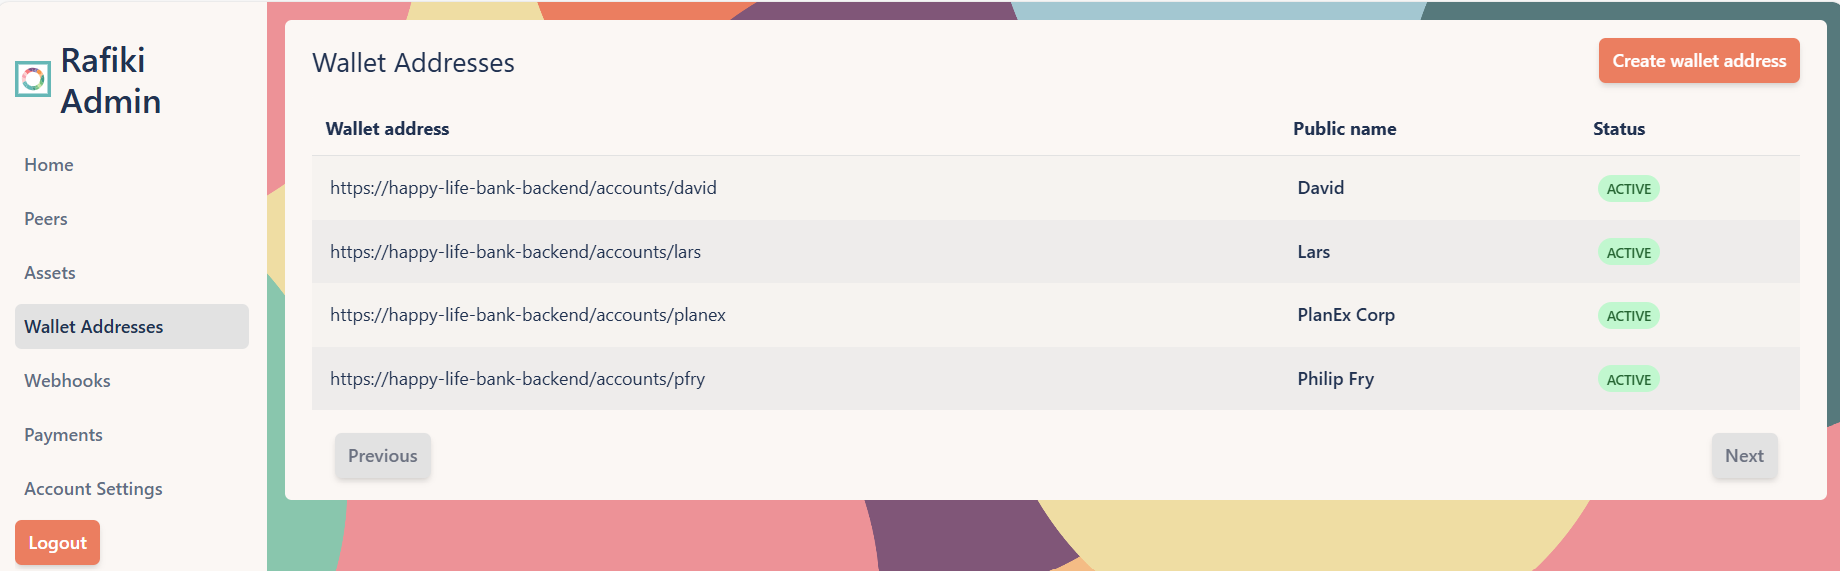 Rafiki
Admin
Home
Peers
Assets
Wallet Addresses
Webhooks
Payments
Account Settings
Logout
Wallet Addresses
Create wallet address
Wallet address Public name Status
https://happy-life-bank-backend/accounts/david David ACTIVE
https://happy-life-bank-backend/accounts/lars Lars ACTIVE
https://happy-life-bank-backend/accounts/planex PlanEx Corp ACTIVE
https://happy-life-bank-backend/accounts/pfry Philip Fry ACTIVE
Previous Next